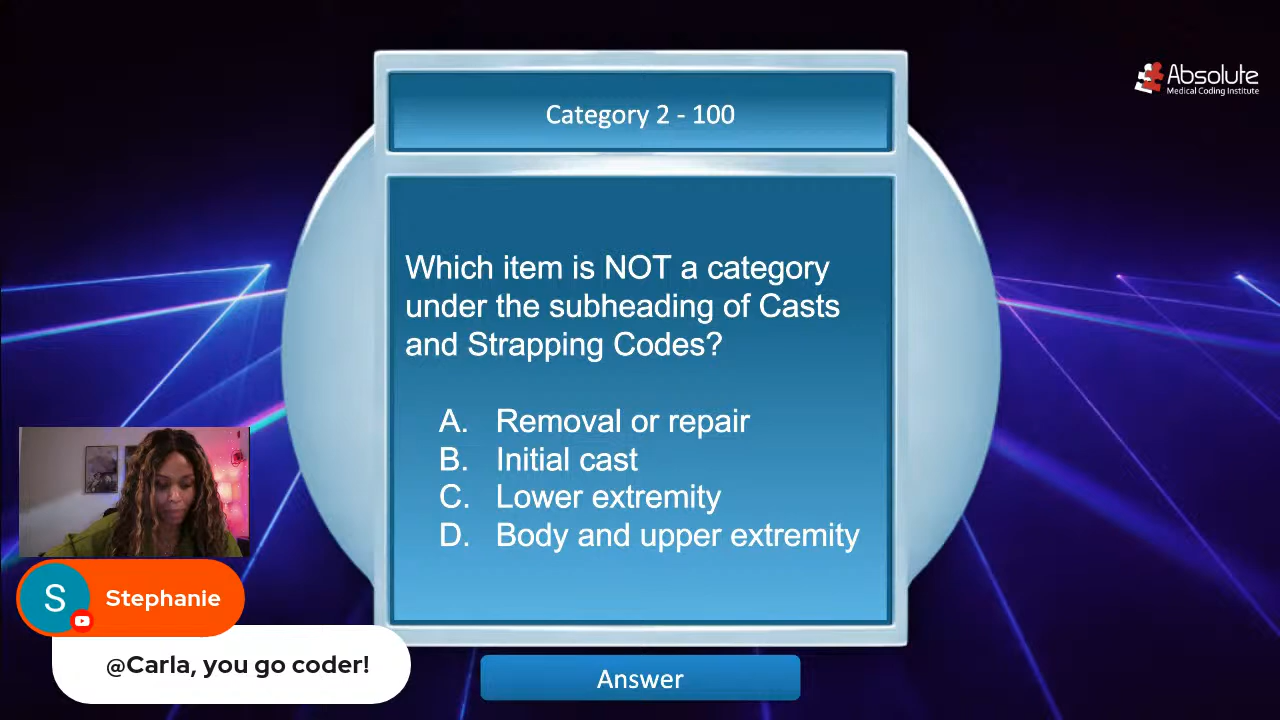 Absolute
Medical Coding Institute
Category 2 - 100
Which item is NOT a category
under the subheading of Casts
and Strapping Codes?
A. Removal or repair
B. Initial cast
C. Lower extremity
D. Body and upper extremity
S
Stephanie
@Carla, you go coder!
Answer